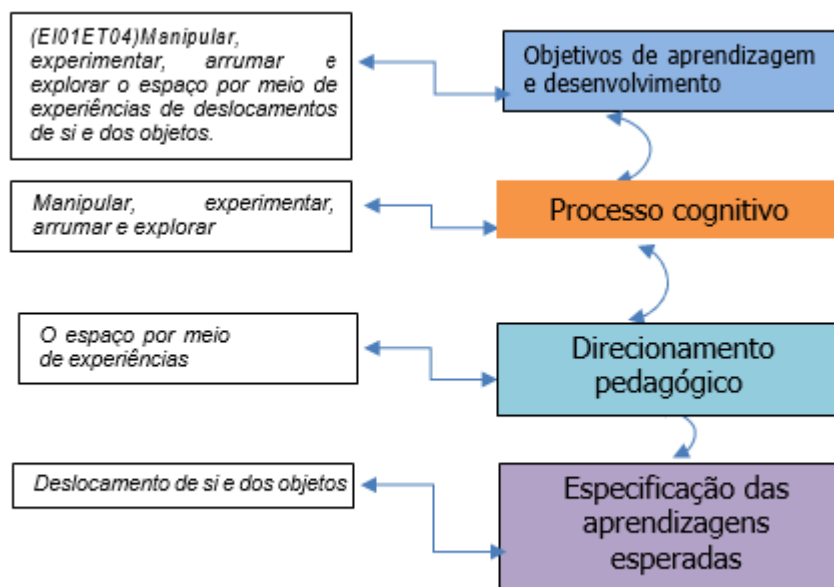 (EI01ET04)Manipular,
experimentar, arrumar e
explorar o espaço por meio de
experiências de deslocamentos
de si e dos objetos.
Objetivos de aprendizagem
e desenvolvimento
Manipular, experimentar,
arrumar e explorar
Processo cognitivo
O espaço por meio
de experiências
Direcionamento
pedagógico
Deslocamento de si e dos objetos
Especificação das
aprendizagens
esperadas